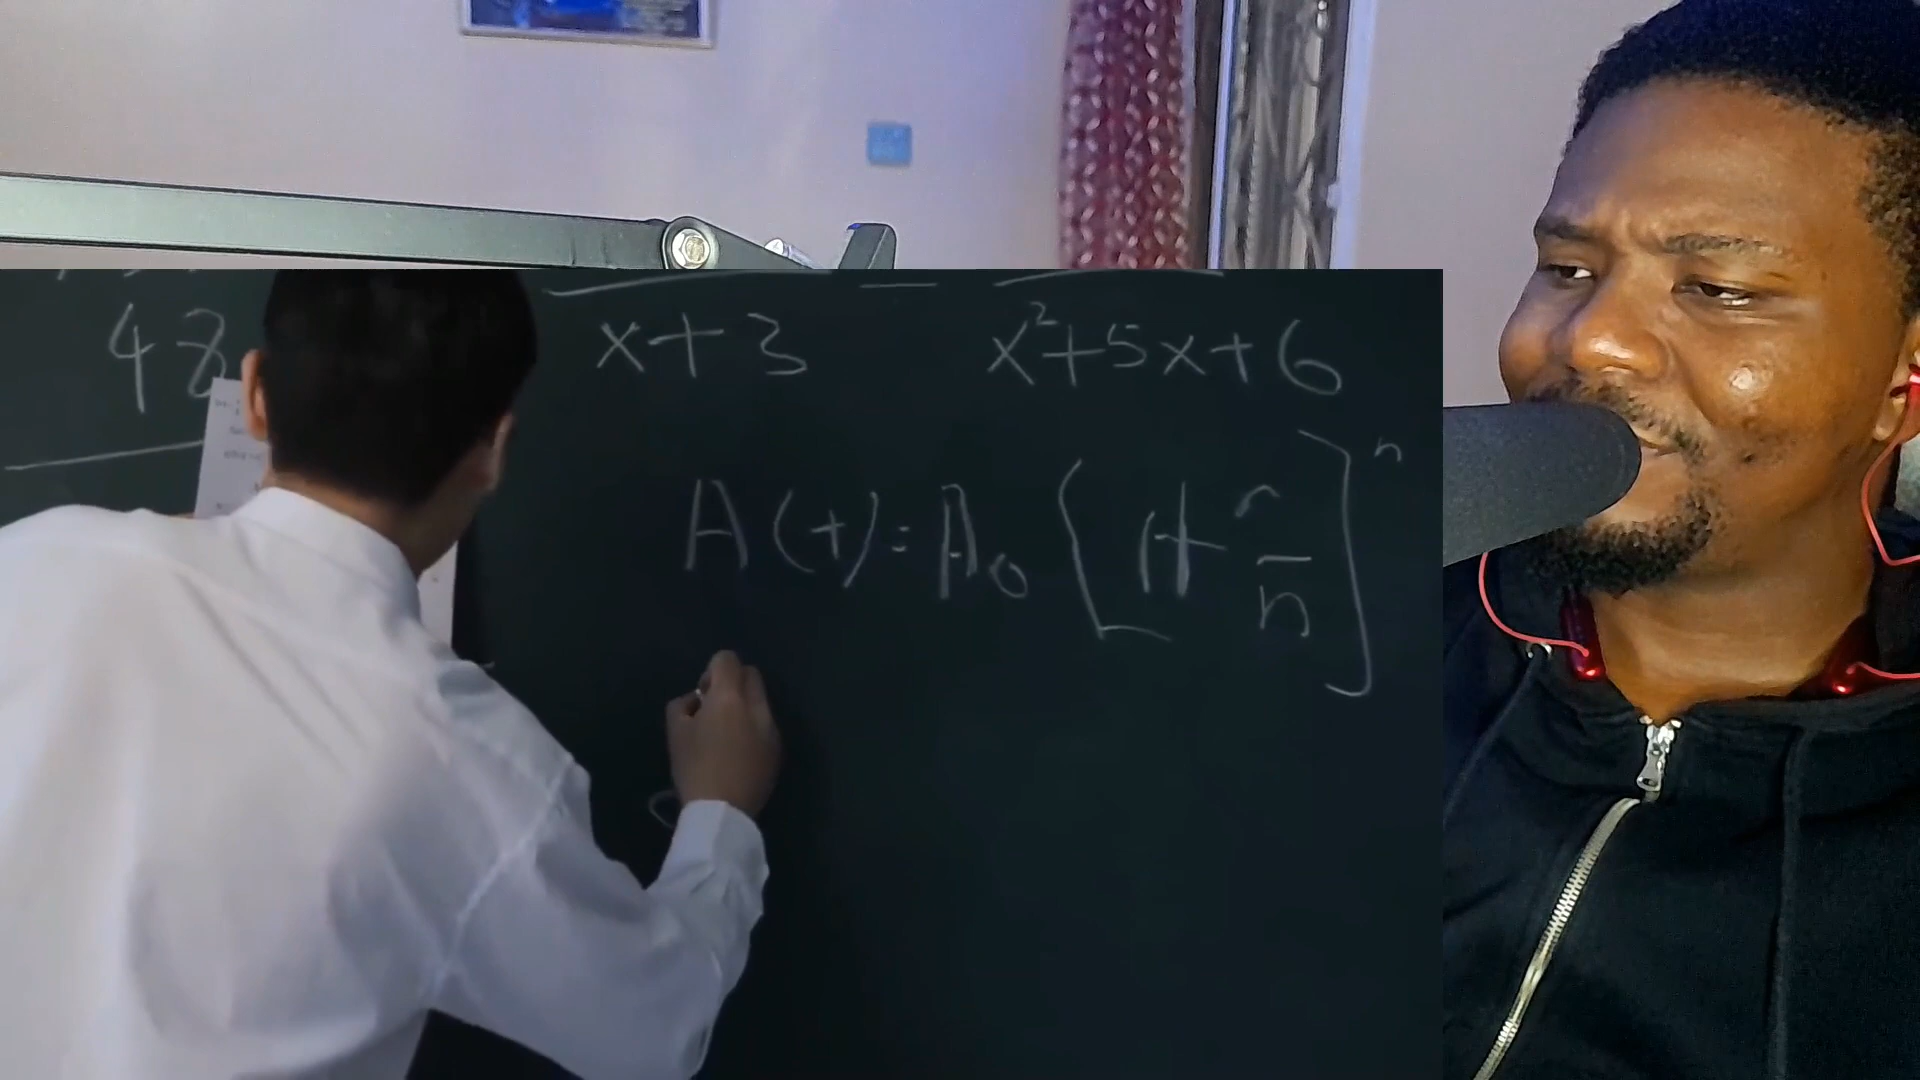 48
x+3
x²+5x+6
A(t)=A₀[1+ r/n]ⁿ